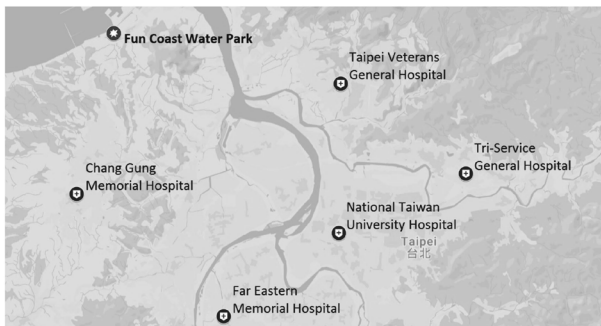 Fun Coast Water Park
Taipei Veterans
General Hospital
Tri-Service
General Hospital
Chang Gung
Memorial Hospital
National Taiwan
University Hospital
Taipei
台北
Far Eastern
Memorial Hospital